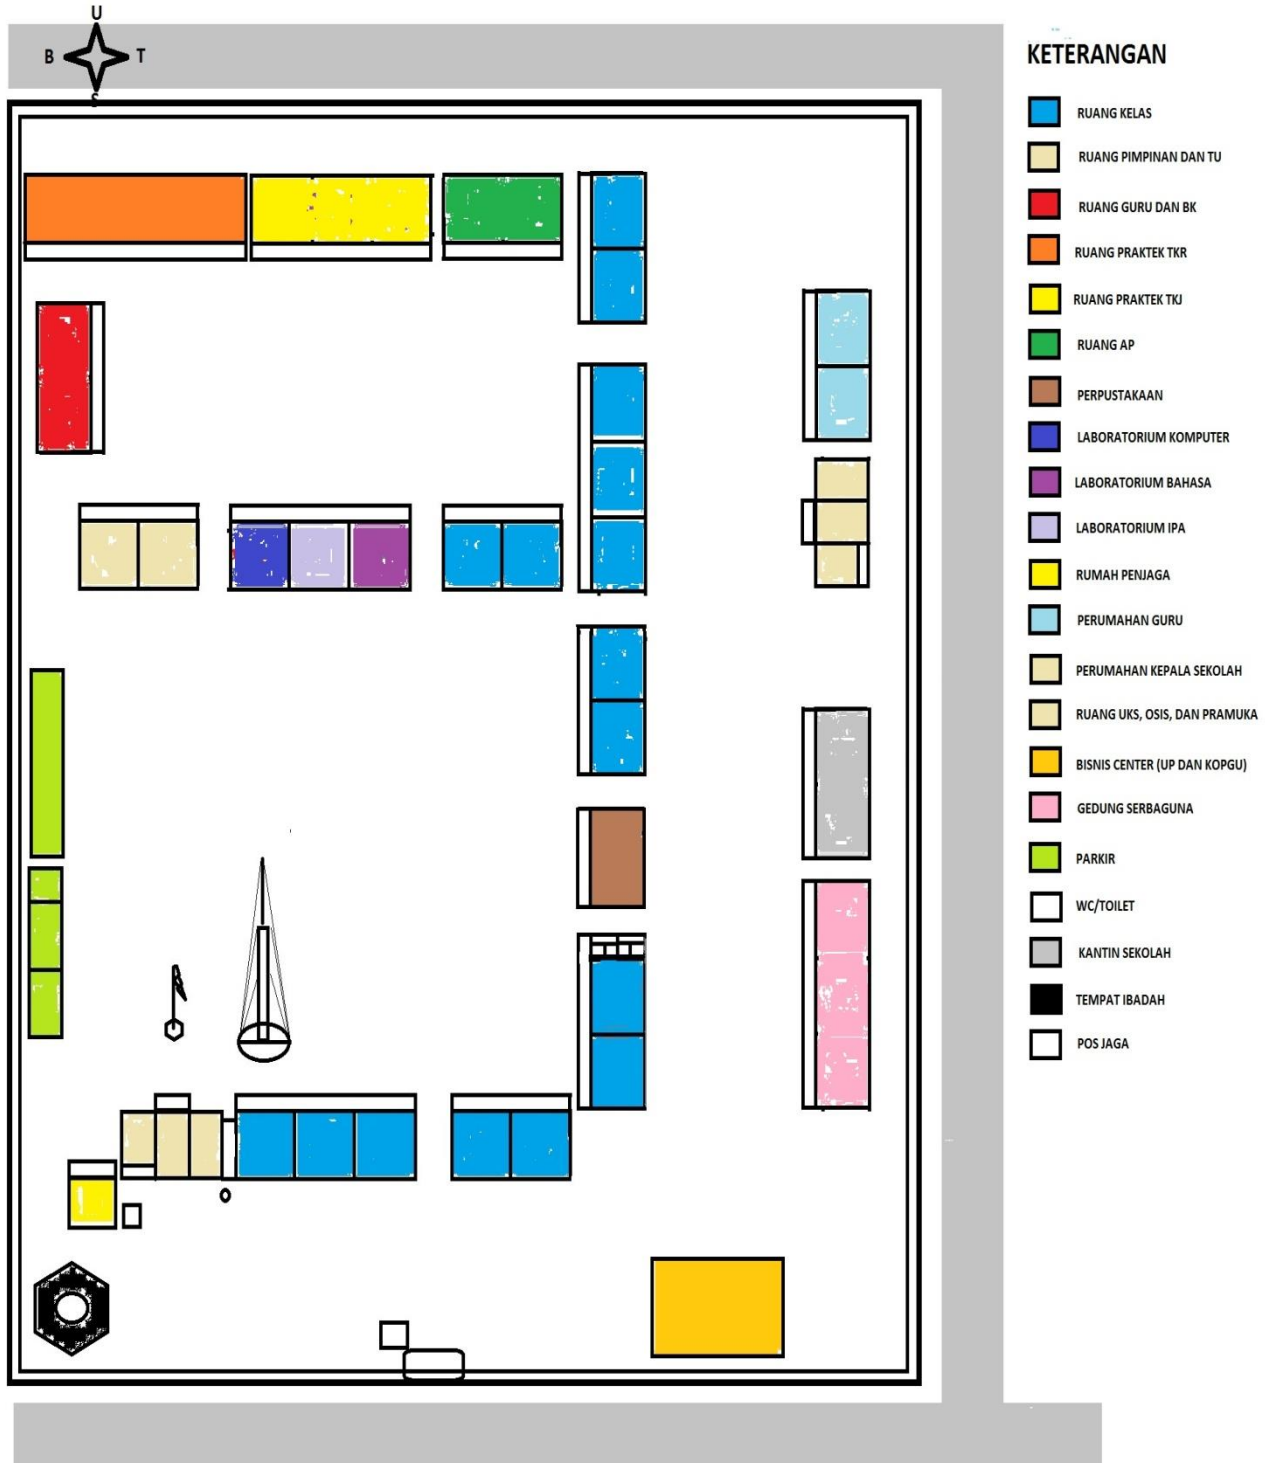 U
B T
S
KETERANGAN
RUANG KELAS
RUANG PIMPINAN DAN TU
RUANG GURU DAN BK
RUANG PRAKTEK TKR
RUANG PRAKTEK TKJ
RUANG AP
PERPUSTAKAAN
LABORATORIUM KOMPUTER
LABORATORIUM BAHASA
LABORATORIUM IPA
RUMAH PENJAGA
PERUMAHAN GURU
PERUMAHAN KEPALA SEKOLAH
RUANG UKS, OSIS, DAN PRAMUKA
BISNIS CENTER (UP DAN KOPGU)
GEDUNG SERBAGUNA
PARKIR
WC/TOILET
KANTIN SEKOLAH
TEMPAT IBADAH
POS JAGA